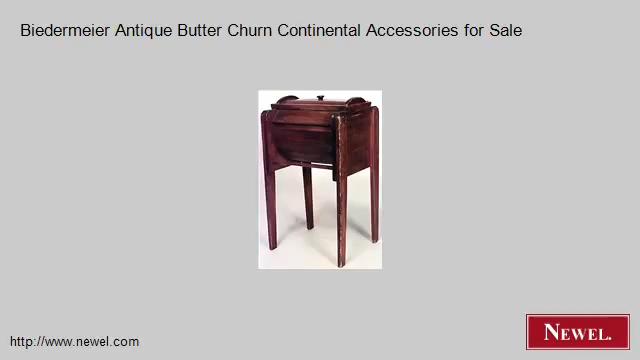 Biedermeier Antique Butter Churn Continental Accessories for Sale
NEWEL.
http://www.newel.com